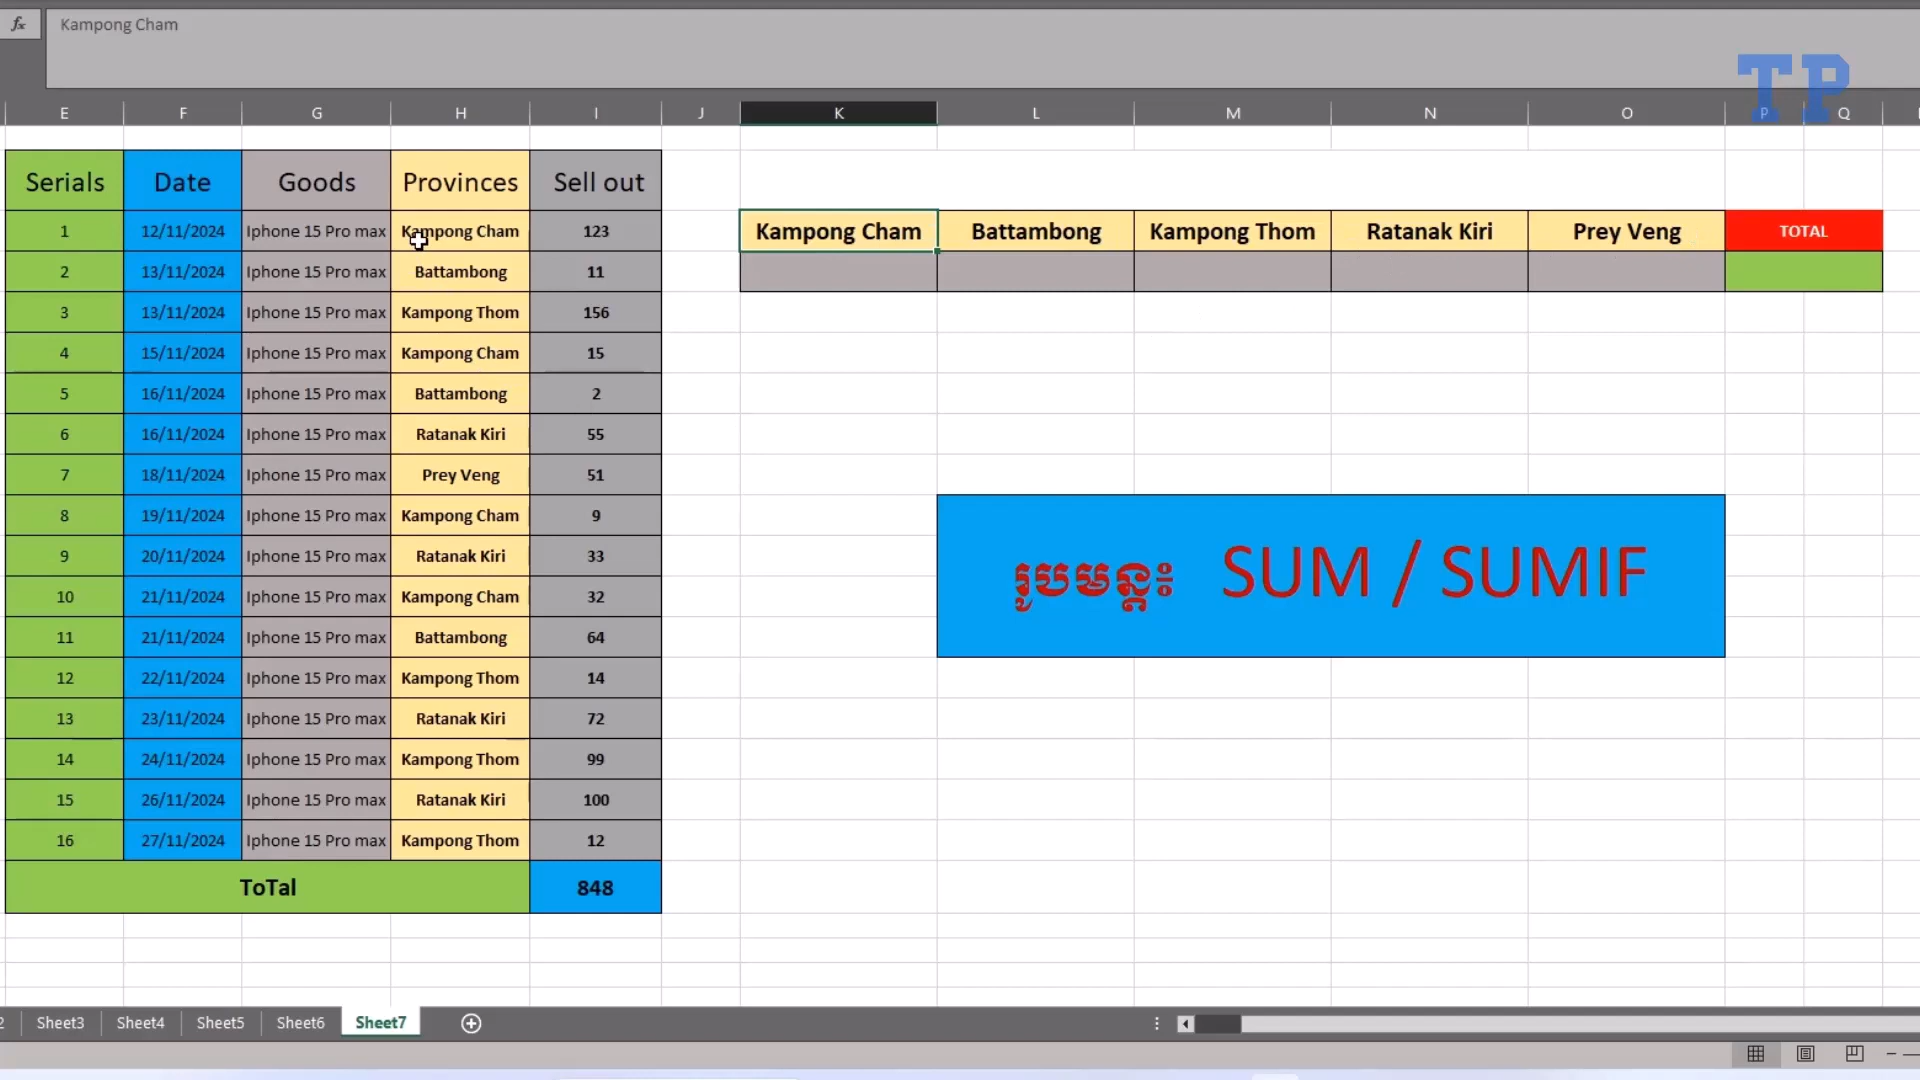 fx Kampong Cham
TP
E F G H I J K L M N O P Q
Serials Date Goods Provinces Sell out
Kampong Cham Battambong Kampong Thom Ratanak Kiri Prey Veng TOTAL
1 12/11/2024 Iphone 15 Pro max Kampong Cham 123
2 13/11/2024 Iphone 15 Pro max Battambong 11
3 13/11/2024 Iphone 15 Pro max Kampong Thom 156
4 15/11/2024 Iphone 15 Pro max Kampong Cham 15
5 16/11/2024 Iphone 15 Pro max Battambong 2
6 16/11/2024 Iphone 15 Pro max Ratanak Kiri 55
7 18/11/2024 Iphone 15 Pro max Prey Veng 51
8 19/11/2024 Iphone 15 Pro max Kampong Cham 9
9 20/11/2024 Iphone 15 Pro max Ratanak Kiri 33
10 21/11/2024 Iphone 15 Pro max Kampong Cham 32
11 21/11/2024 Iphone 15 Pro max Battambong 64
12 22/11/2024 Iphone 15 Pro max Kampong Thom 14
13 23/11/2024 Iphone 15 Pro max Ratanak Kiri 72
14 24/11/2024 Iphone 15 Pro max Kampong Thom 99
15 26/11/2024 Iphone 15 Pro max Ratanak Kiri 100
16 27/11/2024 Iphone 15 Pro max Kampong Thom 12
ToTal 848
រូបមន្តះ SUM / SUMIF
2 Sheet3 Sheet4 Sheet5 Sheet6 Sheet7